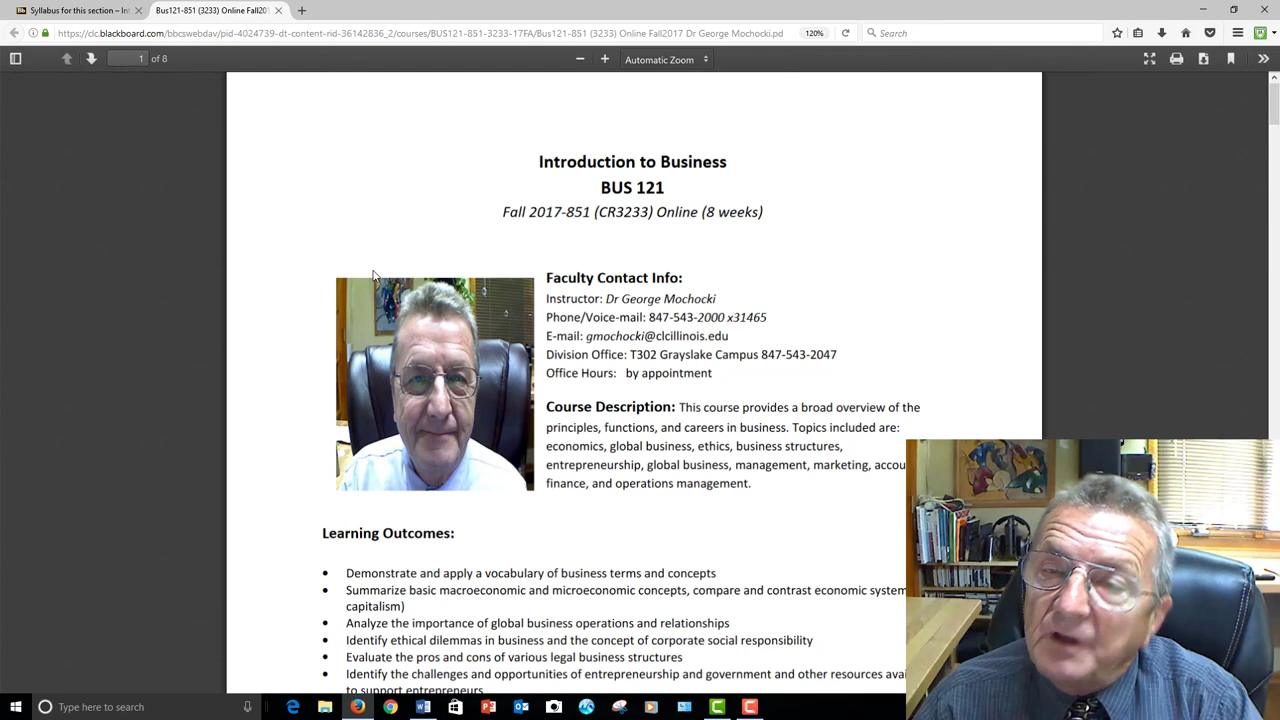 Syllabus for this section – In
Bus121-851 (3233) Online Fall20
https://clc.blackboard.com/bbcswebdav/pid-4024739-dt-content-rid-36142836_2/courses/BUS121-851-3233-17FA/Bus121-851 (3233) Online Fall2017 Dr George Mochocki.pd
120%
Search
1 of 8
Automatic Zoom
Introduction to Business
BUS 121
Fall 2017-851 (CR3233) Online (8 weeks)
Faculty Contact Info:
Instructor: Dr George Mochocki
Phone/Voice-mail: 847-543-2000 x31465
E-mail: gmochocki@clcillinois.edu
Division Office: T302 Grayslake Campus 847-543-2047
Office Hours: by appointment
Course Description: This course provides a broad overview of the
principles, functions, and careers in business. Topics included are:
economics, global business, ethics, business structures,
entrepreneurship, global business, management, marketing, accou
finance, and operations management.
Learning Outcomes:
• Demonstrate and apply a vocabulary of business terms and concepts
• Summarize basic macroeconomic and microeconomic concepts, compare and contrast economic system
capitalism)
• Analyze the importance of global business operations and relationships
• Identify ethical dilemmas in business and the concept of corporate social responsibility
• Evaluate the pros and cons of various legal business structures
• Identify the challenges and opportunities of entrepreneurship and government and other resources avai
to support entrepreneurs
Type here to search